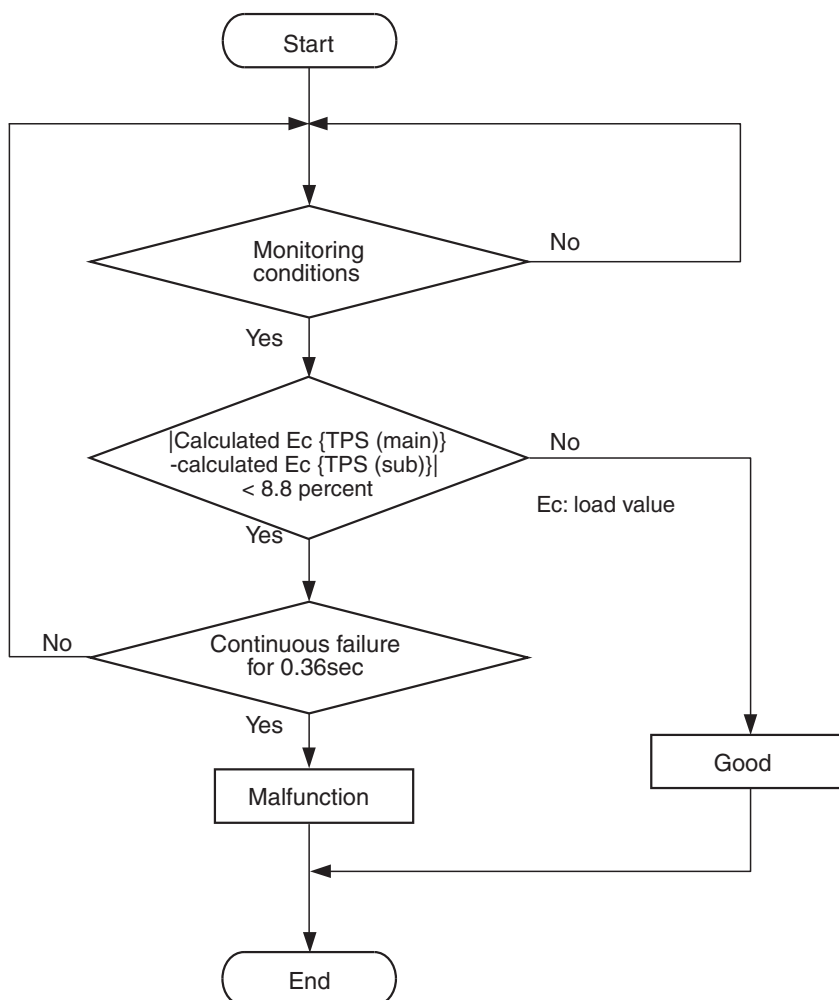 Start
Monitoring
conditions
No
Yes
|Calculated Ec {TPS (main)}
-calculated Ec {TPS (sub)}|
< 8.8 percent
No
Ec: load value
Yes
Continuous failure
for 0.36sec
No
Yes
Malfunction
Good
End